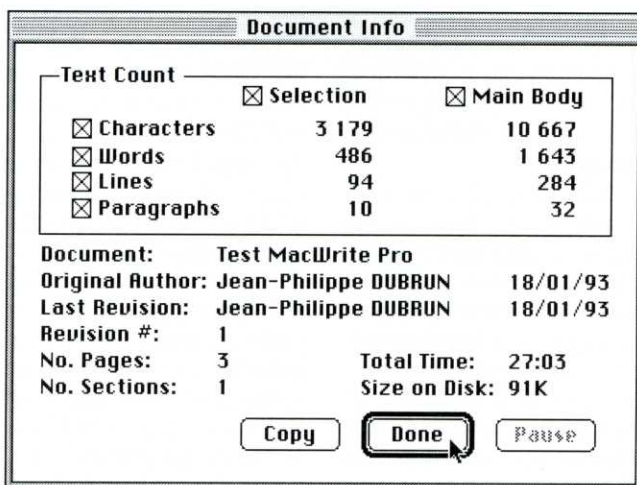 Document Info
Text Count
Selection Main Body
Characters 3 179 10 667
Words 486 1 643
Lines 94 284
Paragraphs 10 32
Document: Test MacWrite Pro
Original Author: Jean-Philippe DUBRUN 18/01/93
Last Revision: Jean-Philippe DUBRUN 18/01/93
Revision #: 1
No. Pages: 3 Total Time: 27:03
No. Sections: 1 Size on Disk: 91K
Copy Done Pause